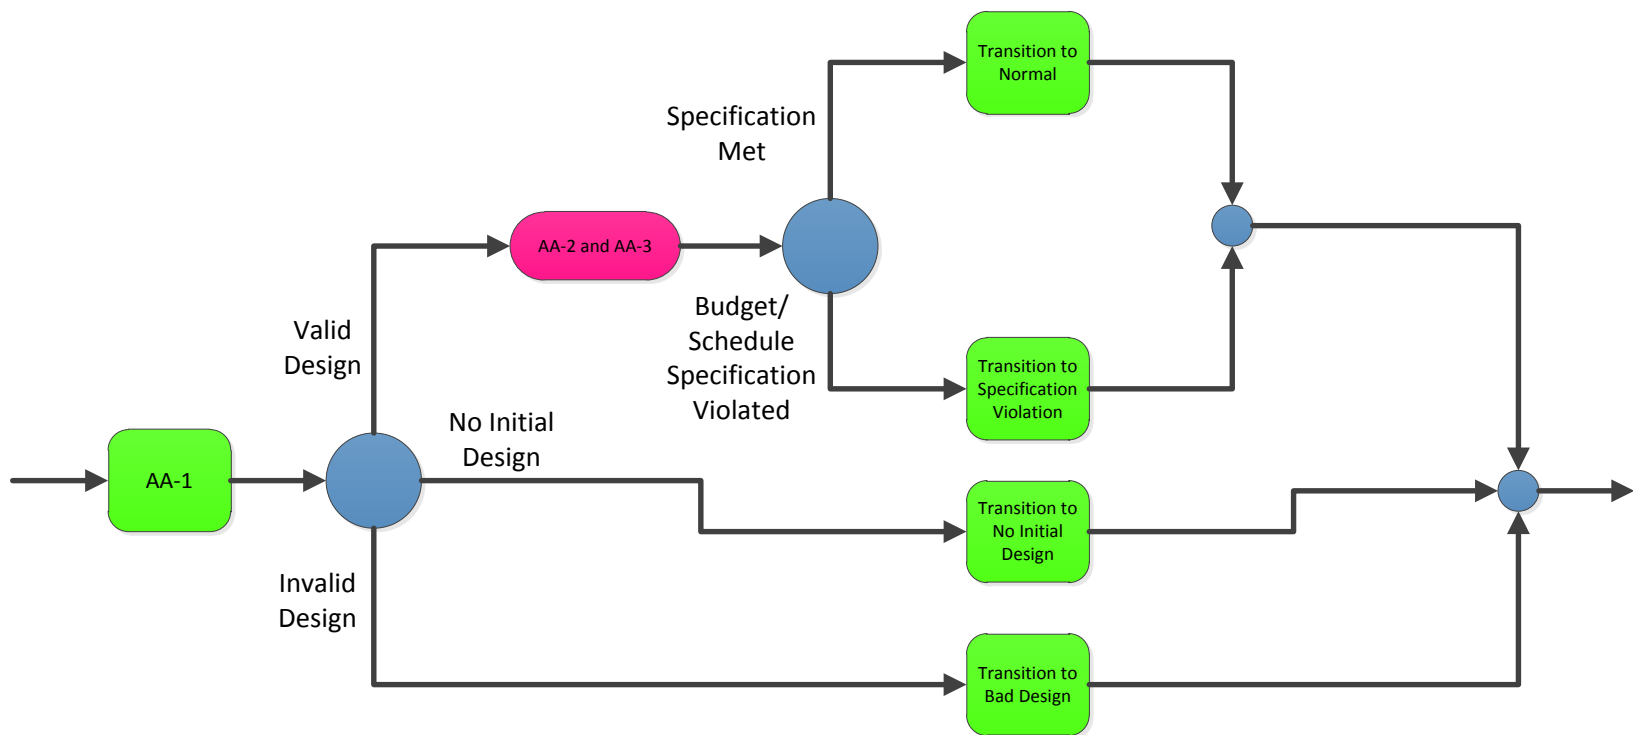 Transition to
Normal
Specification
Met
AA-2 and AA-3
Budget/
Schedule
Specification
Violated
Valid
Design
Transition to
Specification
Violation
No Initial
Design
AA-1
Transition to
No Initial
Design
Invalid
Design
Transition to
Bad Design